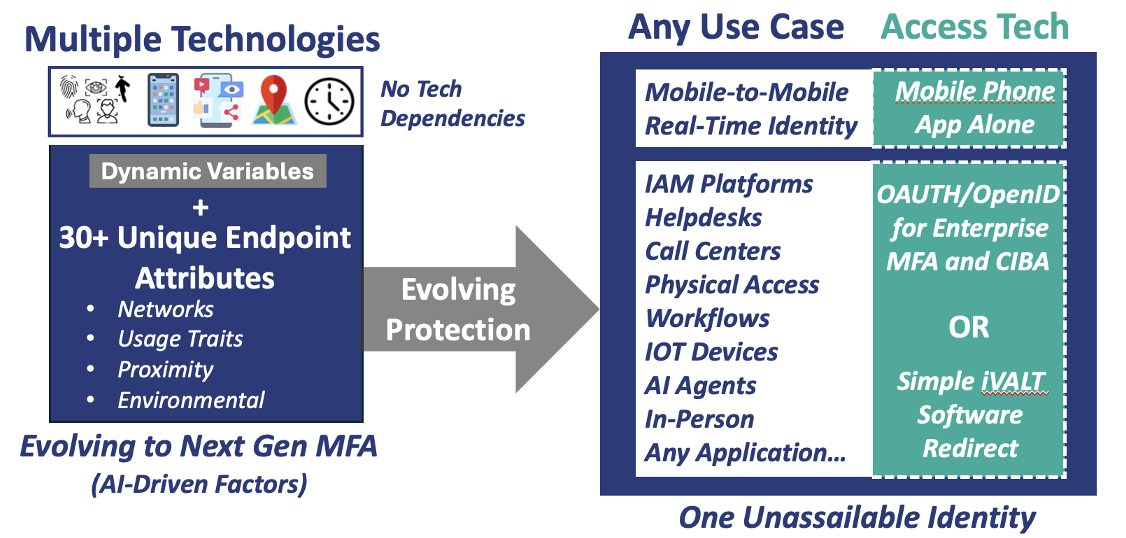 Multiple Technologies
No Tech
Dependencies
Dynamic Variables
+
30+ Unique Endpoint
Attributes
• Networks
• Usage Traits
• Proximity
• Environmental
Evolving to Next Gen MFA
(AI-Driven Factors)
Evolving
Protection
Any Use Case
Access Tech
Mobile-to-Mobile
Real-Time Identity
Mobile Phone
App Alone
IAM Platforms
Helpdesks
Call Centers
Physical Access
Workflows
IOT Devices
AI Agents
In-Person
Any Application...
OAUTH/OpenID
for Enterprise
MFA and CIBA
OR
Simple iVALT
Software
Redirect
One Unassailable Identity